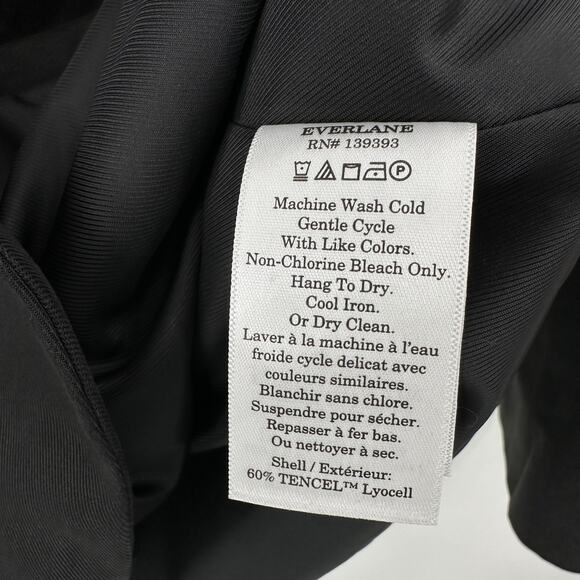 EVERLANE
RN# 139393
Machine Wash Cold
Gentle Cycle
With Like Colors.
Non-Chlorine Bleach Only.
Hang To Dry.
Cool Iron.
Or Dry Clean.
Laver à la machine à l'eau
froide cycle delicat avec
couleurs similaires.
Blanchir sans chlore.
Suspendre pour sécher.
Repasser à fer bas.
Ou nettoyer à sec.
Shell / Extérieur:
60% TENCEL™ Lyocell